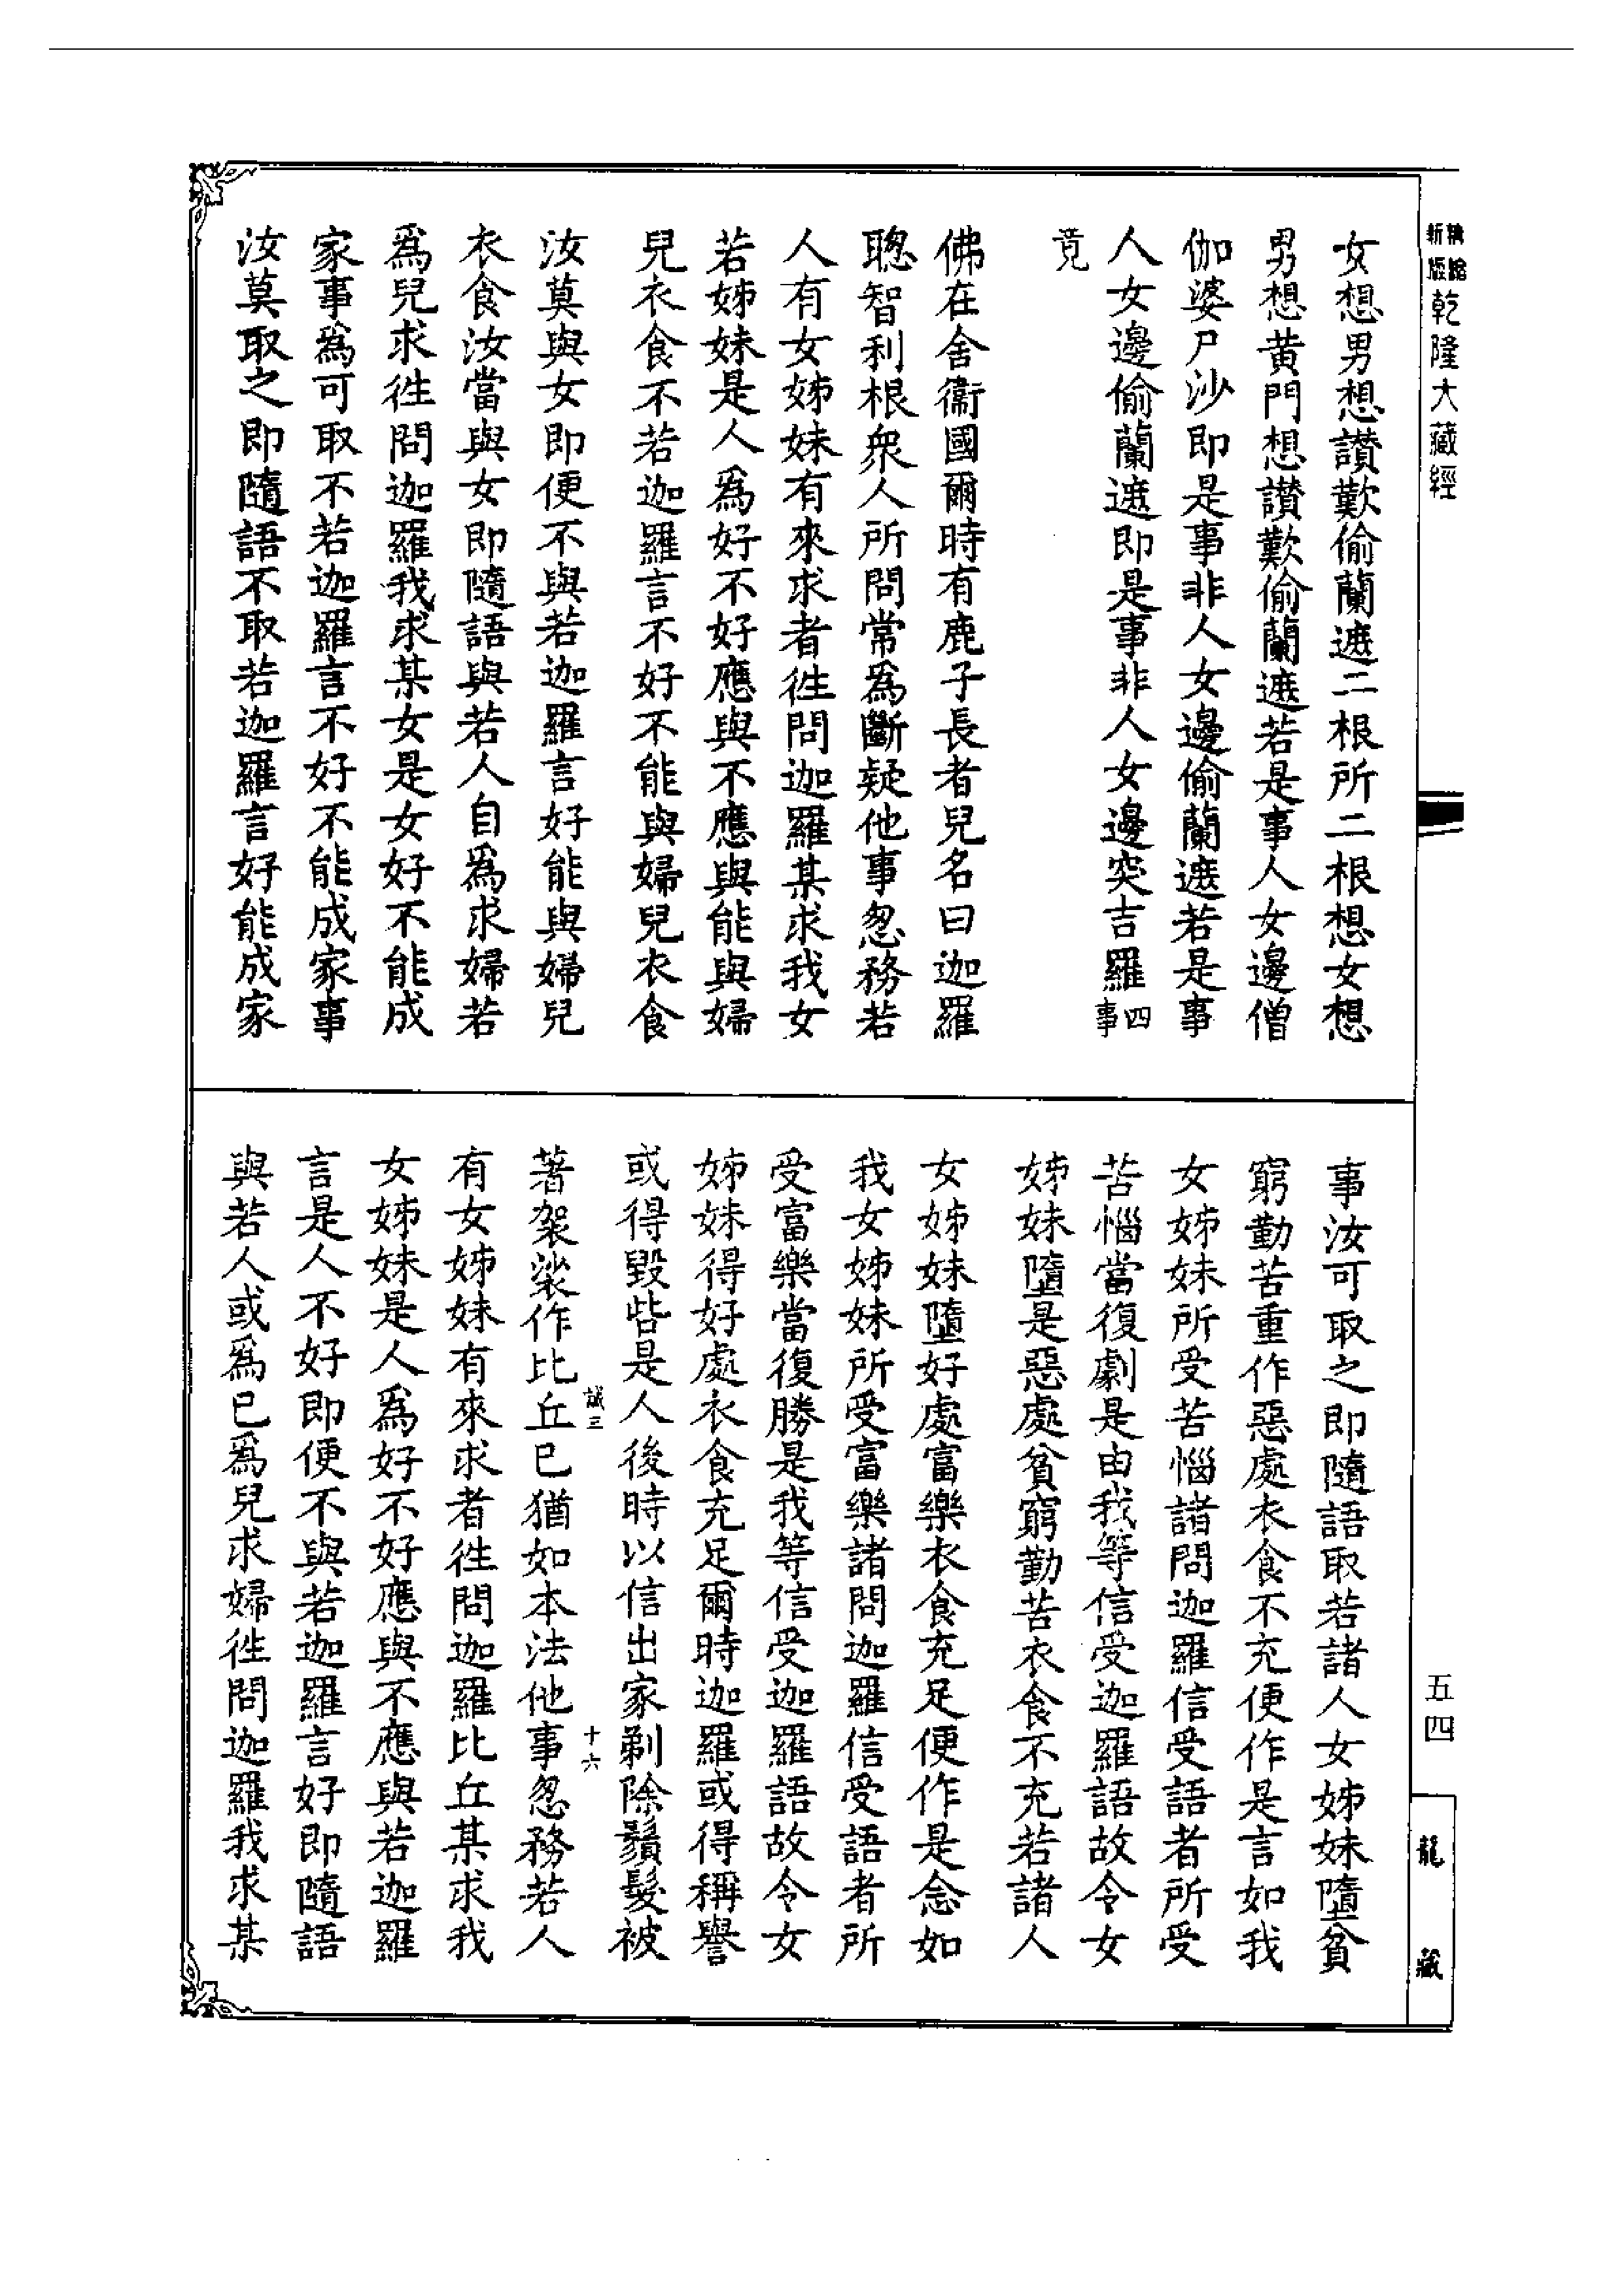 新編縮版乾隆大藏經
女想男想讃歎偷蘭遮二根所二根想女想
男想黃門想讃歎偷蘭遮若是事人女邊僧
伽婆尸沙即是事非人女邊偷蘭遮若是事
人女邊偷蘭遮即是事非人女邊突吉羅四事
竟
佛在舍衞國爾時有鹿子長者兒名曰迦羅
聰智利根衆人所問常爲斷疑他事怱務若
人有女姊妹有來求者徃問迦羅某求我女
若姊妹是人爲好不好應與不應與能與婦
兒衣食不若迦羅言不好不能與婦兒衣食
汝莫與女即便不與若迦羅言好能與婦兒
衣食汝當與女即隨語與若人自爲求婦若
爲兒求徃問迦羅我求某女是女好不能成
家事爲可取不若迦羅言不好不能成家事
汝莫取之即隨語不取若迦羅言好能成家
事汝可取之即隨語取若諸人女姊妹墮貧
窮勤苦重作惡處衣食不充便作是言如我
女姊妹所受苦惱諸問迦羅信受語者所受
苦惱當復劇是由我等信受迦羅語故令女
姊妹墮是惡處貧窮勤苦衣食不充若諸人
女姊妹墮好處富樂衣食充足便作是念如
我女姊妹所受富樂諸問迦羅信受語者所
受富樂當復勝是我等信受迦羅語故令女
姊妹得好處衣食充足爾時迦羅或得稱譽
或得毀呰是人後時以信出家剃除鬚髮被
誠三
十六
著袈裟作比丘已猶如本法他事怱務若人
有女姊妹有來求者徃問迦羅比丘某求我
女姊妹是人爲好不好應與不應與若迦羅
言是人不好即便不與若迦羅言好即隨語
與若人或爲已爲兒求婦徃問迦羅我求某
五四
龍藏